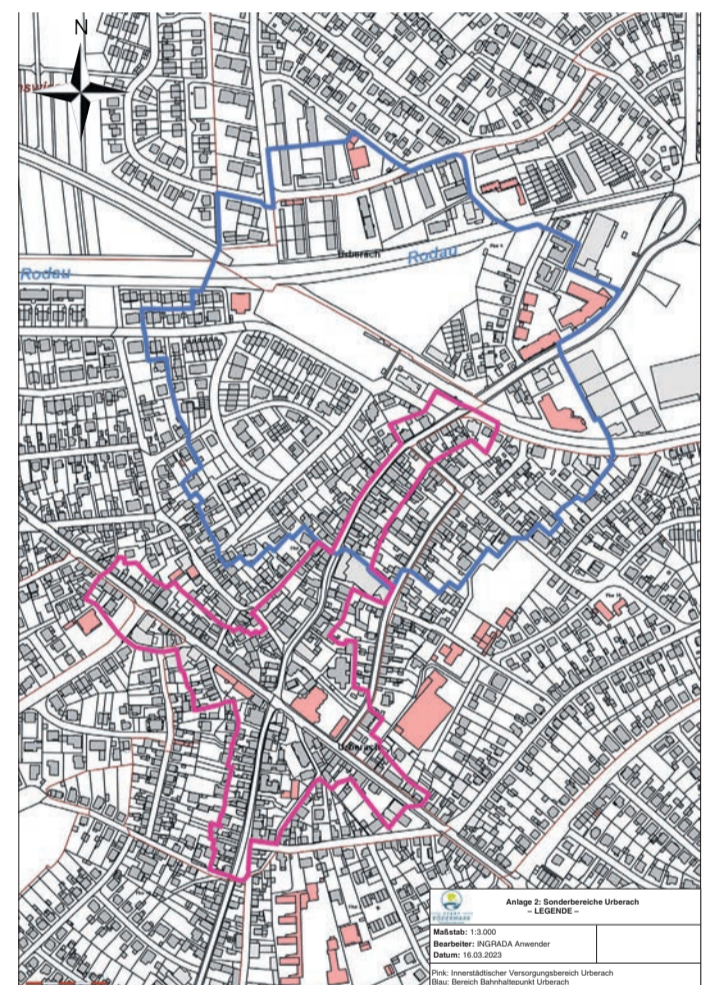 N
Urberach
Rodau
Rodau
Urberach
Anlage 2: Sonderbereiche Urberach
– LEGENDE –
Maßstab: 1:3.000
Bearbeiter: INGRADA Anwender
Datum: 16.03.2023
Pink: Innerstädtischer Versorgungsbereich Urberach
Blau: Bereich Bahnhaltepunkt Urberach